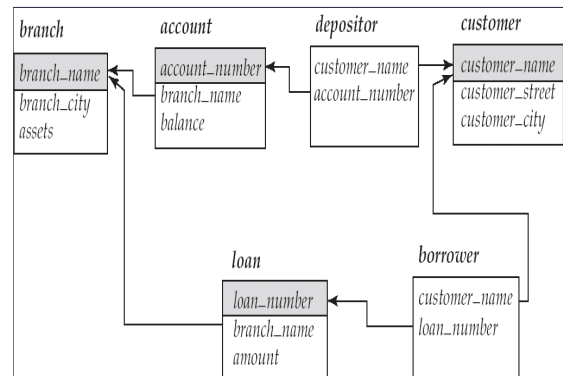 branch
branch_name
branch_city
assets
account
account_number
branch_name
balance
depositor
customer_name
account_number
customer
customer_name
customer_street
customer_city
loan
loan_number
branch_name
amount
borrower
customer_name
loan_number